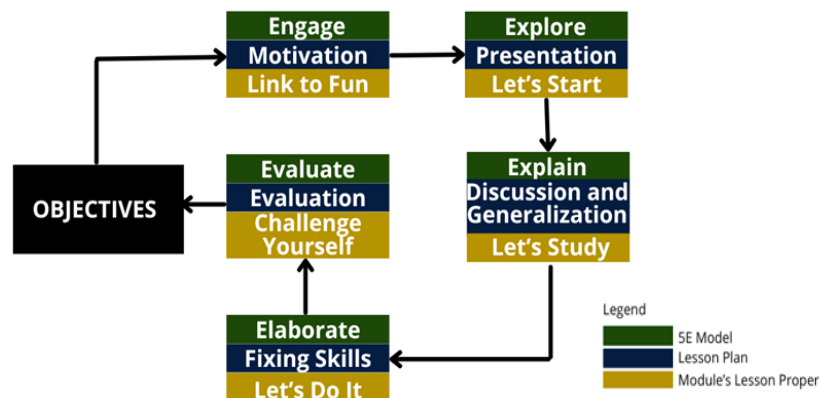 Engage
Motivation
Link to Fun
Explore
Presentation
Let's Start
Explain
Discussion and
Generalization
Let's Study
Elaborate
Fixing Skills
Let's Do It
Evaluate
Evaluation
Challenge
Yourself
OBJECTIVES
Legend
5E Model
Lesson Plan
Module's Lesson Proper